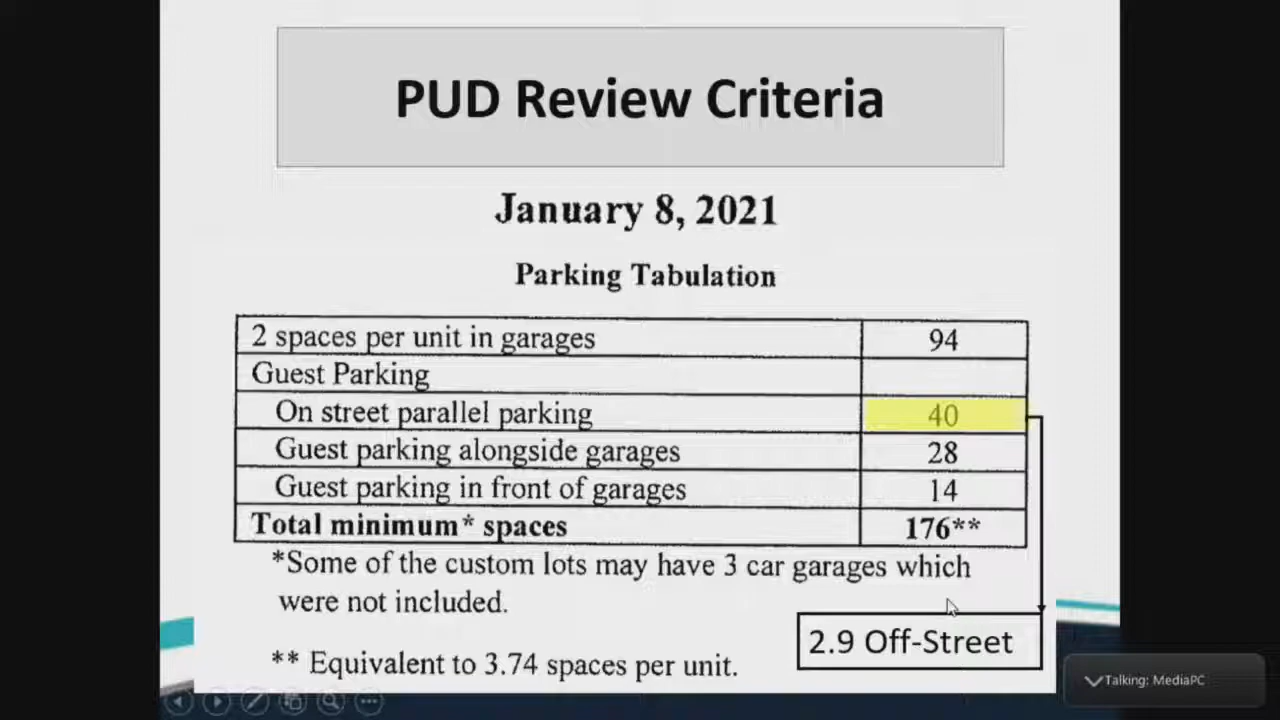 PUD Review Criteria
January 8, 2021
Parking Tabulation
2 spaces per unit in garages 94
Guest Parking
On street parallel parking 40
Guest parking alongside garages 28
Guest parking in front of garages 14
Total minimum* spaces 176**
*Some of the custom lots may have 3 car garages which
were not included.
2.9 Off-Street
** Equivalent to 3.74 spaces per unit.
Talking: MediaPC